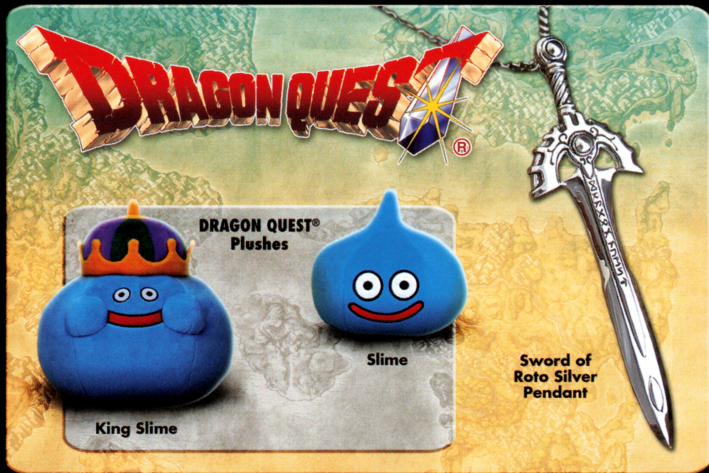 DRAGON QUEST®
DRAGON QUEST®
Plushes
Slime
King Slime
Sword of
Roto Silver
Pendant